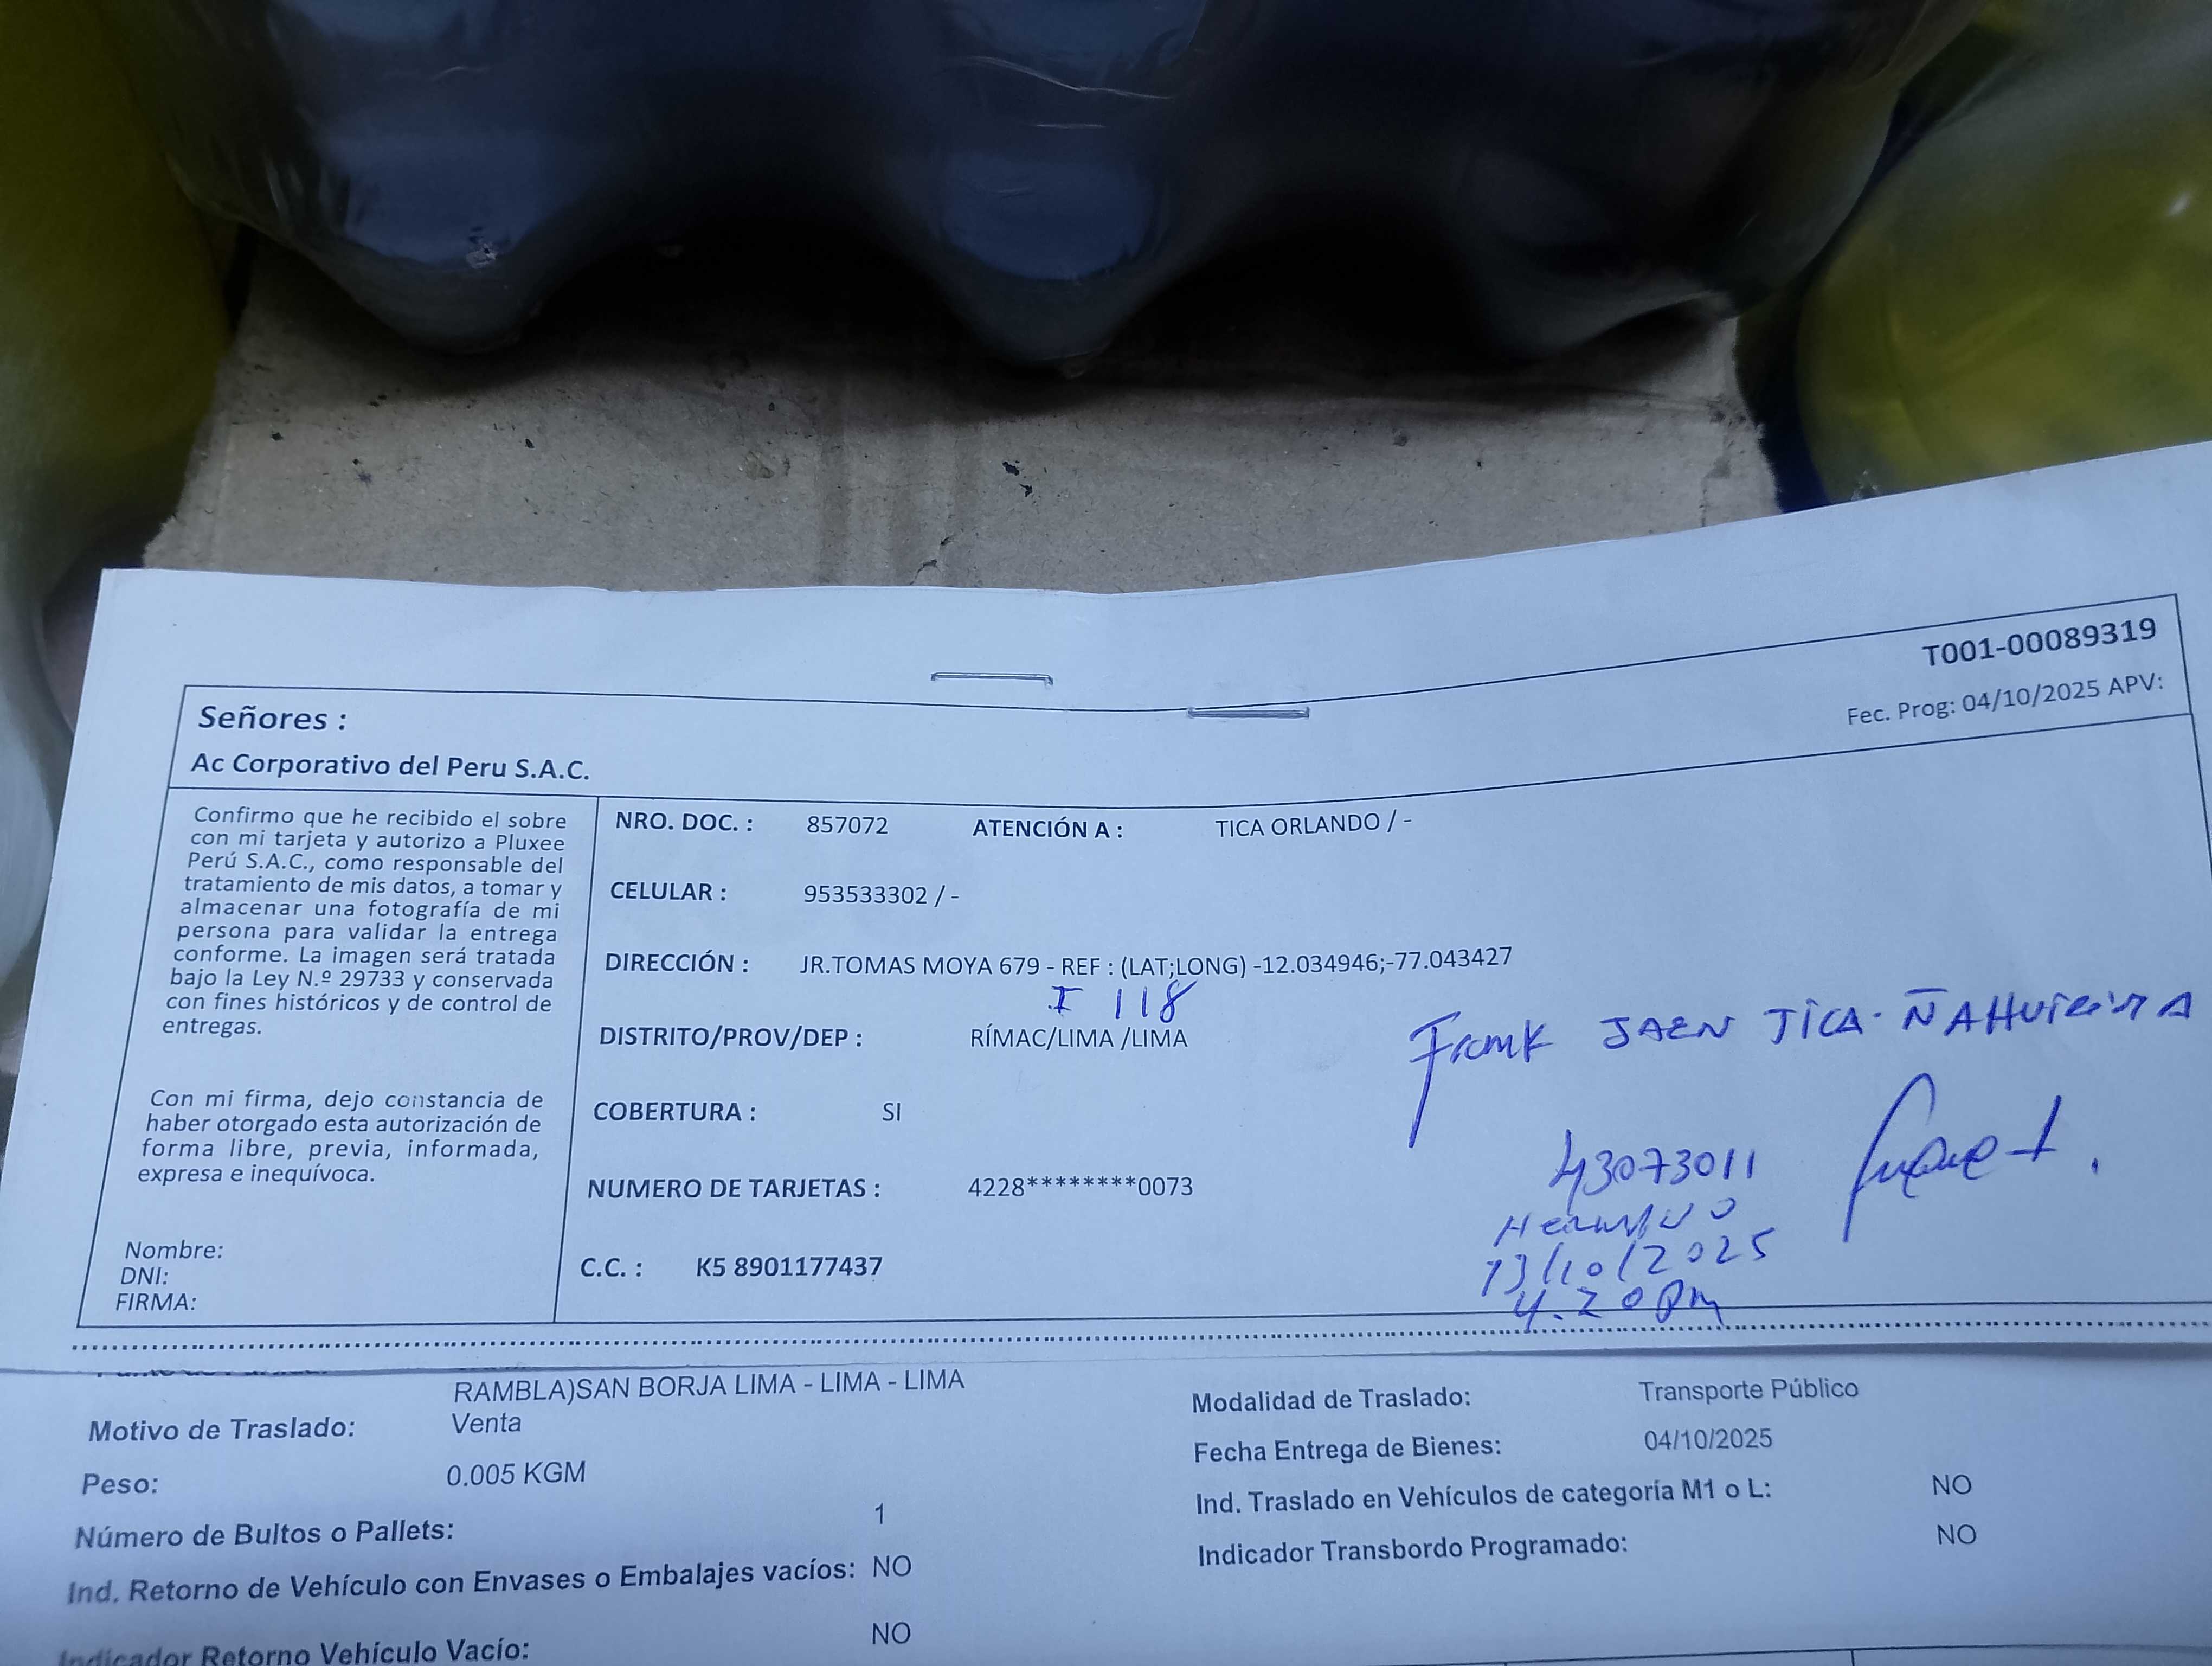 T001-00089319
Fec. Prog: 04/10/2025 APV:
Señores :
Ac Corporativo del Peru S.A.C.
Confirmo que he recibido el sobre
con mi tarjeta y autorizo a Pluxee
Perú S.A.C., como responsable del
tratamiento de mis datos, a tomar y
almacenar una fotografía de mi
persona para validar la entrega
conforme. La imagen será tratada
bajo la Ley N.º 29733 y conservada
con fines históricos y de control de
entregas.
Con mi firma, dejo constancia de
haber otorgado esta autorización de
forma libre, previa, informada,
expresa e inequívoca.
Nombre:
DNI:
FIRMA:
NRO. DOC. : 857072 ATENCIÓN A : TICA ORLANDO / -
CELULAR : 953533302 / -
DIRECCIÓN : JR.TOMAS MOYA 679 - REF : (LAT;LONG) -12.034946;-77.043427
I 118
DISTRITO/PROV/DEP : RÍMAC/LIMA /LIMA
COBERTURA : SI
NUMERO DE TARJETAS : 4228********0073
C.C. : K5 8901177437
Frank JAEN TICA
43073011
13/10/2025
4.20 Pm
RAMBLA)SAN BORJA LIMA - LIMA - LIMA
Motivo de Traslado: Venta
Peso: 0.005 KGM
Número de Bultos o Pallets: 1
Ind. Retorno de Vehículo con Envases o Embalajes vacíos: NO
Indicador Retorno Vehículo Vacío: NO
Modalidad de Traslado: Transporte Público
Fecha Entrega de Bienes: 04/10/2025
Ind. Traslado en Vehículos de categoría M1 o L: NO
Indicador Transbordo Programado: NO